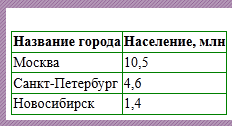 Название города Население, млн
Москва 10,5
Санкт-Петербург 4,6
Новосибирск 1,4